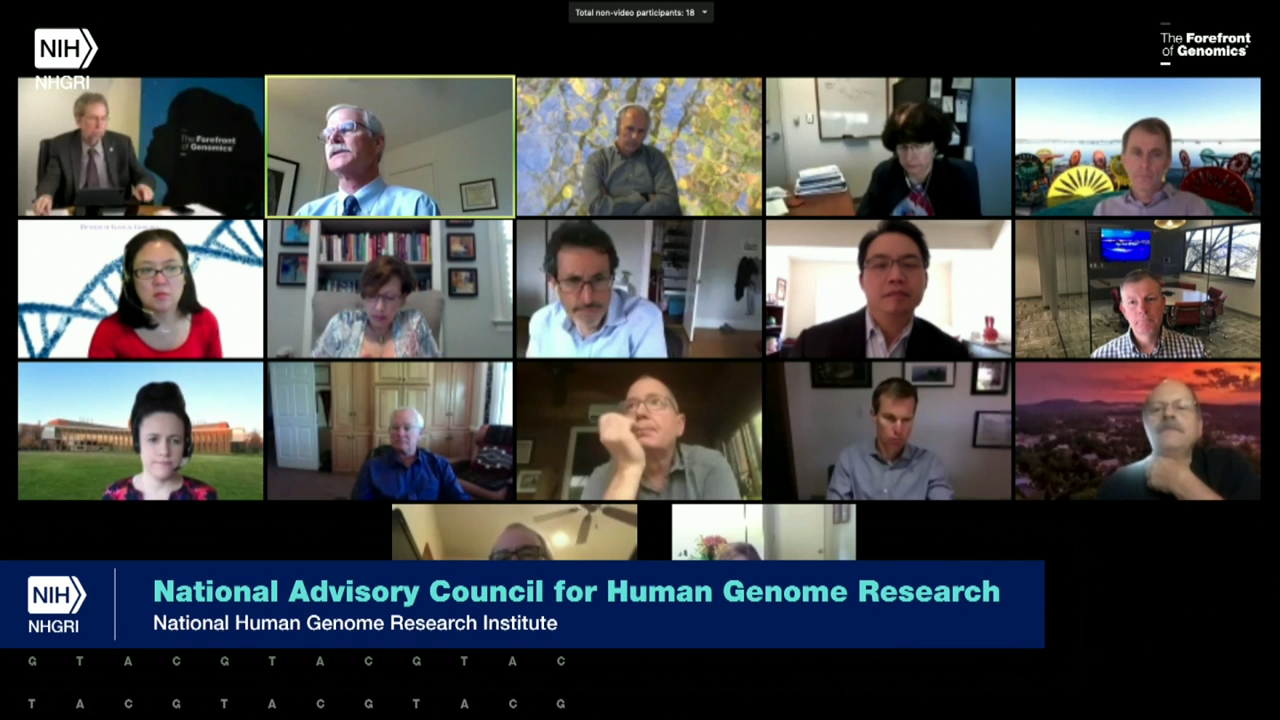 Total non-video participants: 18
NIH
NHGRI
The Forefront
of Genomics®
The Forefront
of Genomics®
NIH
NHGRI
National Advisory Council for Human Genome Research
National Human Genome Research Institute
G T A C G T A C G T A C
T A C G T A C G T A C G